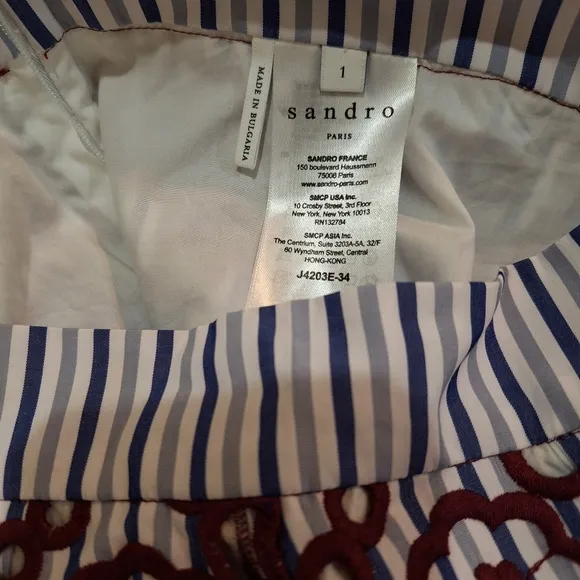 1
MADE IN BULGARIA
sandro
PARIS
SANDRO FRANCE
150 boulevard Haussmann
75008 Paris
www.sandro-paris.com
SMCP USA Inc.
10 Crosby Street, 3rd Floor
New York, New York 10013
RN132784
SMCP ASIA Inc.
The Centrium, Suite 3203A-5A, 32/F
60 Wyndham Street, Central
HONG-KONG
J4203E-34